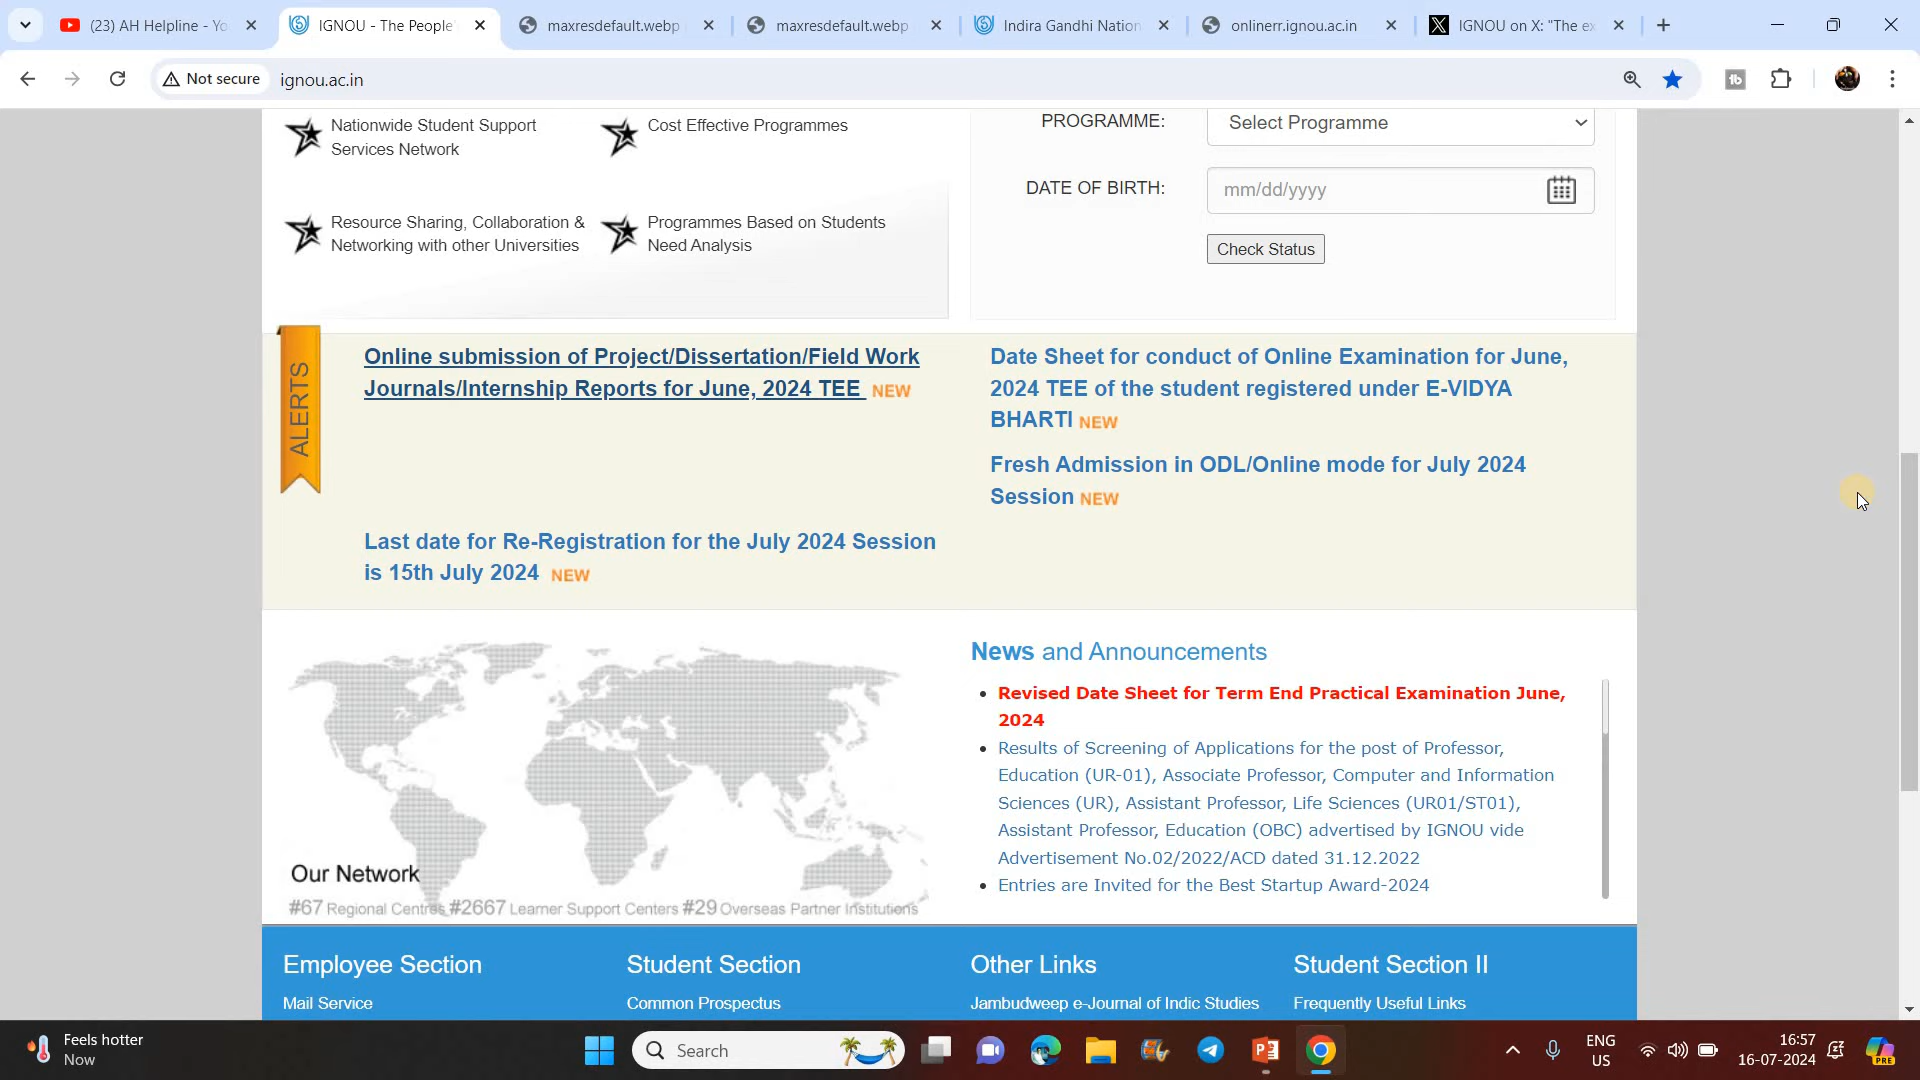 (23) AH Helpline - Yo
IGNOU - The People
maxresdefault.webp
maxresdefault.webp
Indira Gandhi Nation
onlinerr.ignou.ac.in
IGNOU on X: "The ex
Not secure
ignou.ac.in
Nationwide Student Support
Services Network
Cost Effective Programmes
Resource Sharing, Collaboration &
Networking with other Universities
Programmes Based on Students
Need Analysis
PROGRAMME:
Select Programme
DATE OF BIRTH:
mm/dd/yyyy
Check Status
ALERTS
Online submission of Project/Dissertation/Field Work
Journals/Internship Reports for June, 2024 TEE NEW
Last date for Re-Registration for the July 2024 Session
is 15th July 2024 NEW
Date Sheet for conduct of Online Examination for June,
2024 TEE of the student registered under E-VIDYA
BHARTI NEW
Fresh Admission in ODL/Online mode for July 2024
Session NEW
Our Network
#67 Regional Centres #2667 Learner Support Centers #29 Overseas Partner Institutions
News and Announcements
Revised Date Sheet for Term End Practical Examination June,
2024
Results of Screening of Applications for the post of Professor,
Education (UR-01), Associate Professor, Computer and Information
Sciences (UR), Assistant Professor, Life Sciences (UR01/ST01),
Assistant Professor, Education (OBC) advertised by IGNOU vide
Advertisement No.02/2022/ACD dated 31.12.2022
Entries are Invited for the Best Startup Award-2024
Employee Section
Mail Service
Student Section
Common Prospectus
Other Links
Jambudweep e-Journal of Indic Studies
Student Section II
Frequently Useful Links
Feels hotter
Now
Search
ENG
US
16:57
16-07-2024
PRE